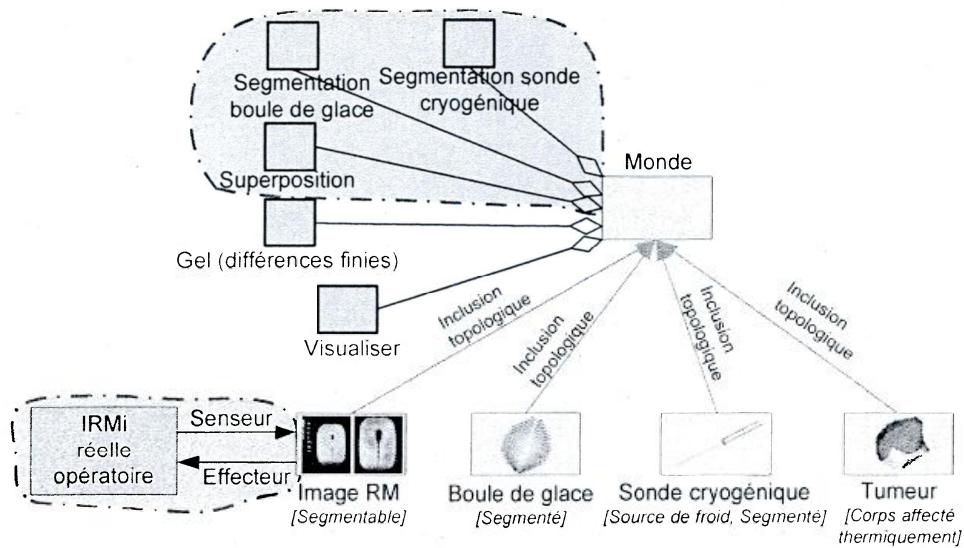 Segmentation
boule de glace
Segmentation sonde
cryogénique
Superposition
Monde
Gel (différences finies)
Visualiser
Inclusion
topologique
Inclusion
topologique
Inclusion
topologique
Inclusion
topologique
IRMi
réelle
opératoire
Senseur
Effecteur
Image RM
[Segmentable]
Boule de glace
[Segmenté]
Sonde cryogénique
[Source de froid, Segmenté]
Tumeur
[Corps affecté
thermiquement]